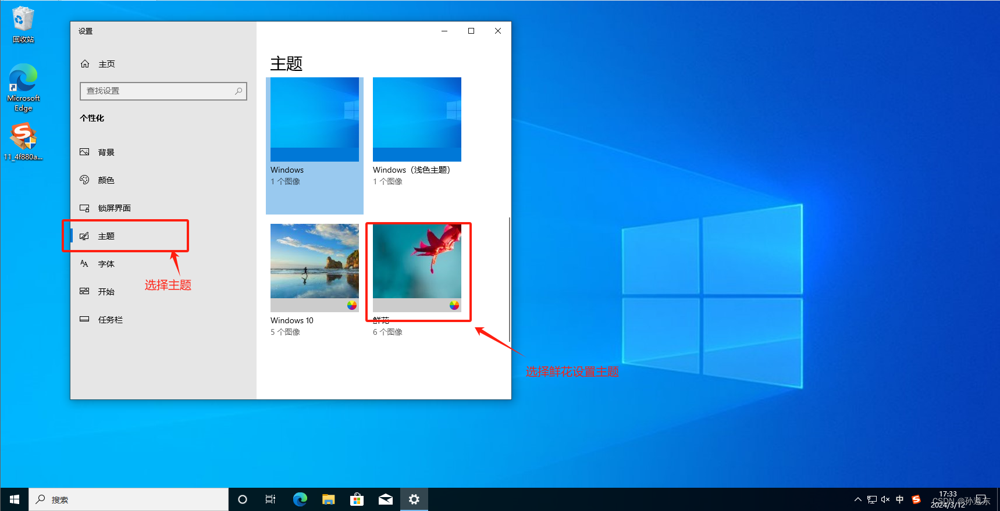 回收站
Microsoft
Edge
11_4f880a...
设置
主页
查找设置
个性化
背景
颜色
锁屏界面
主题
字体
开始
任务栏
选择主题
主题
Windows
1 个图像
Windows（浅色主题）
1 个图像
Windows 10
5 个图像
鲜花
6 个图像
选择鲜花设置主题
搜索
中
17:33
2024/3/12
CSDN @孙遵东